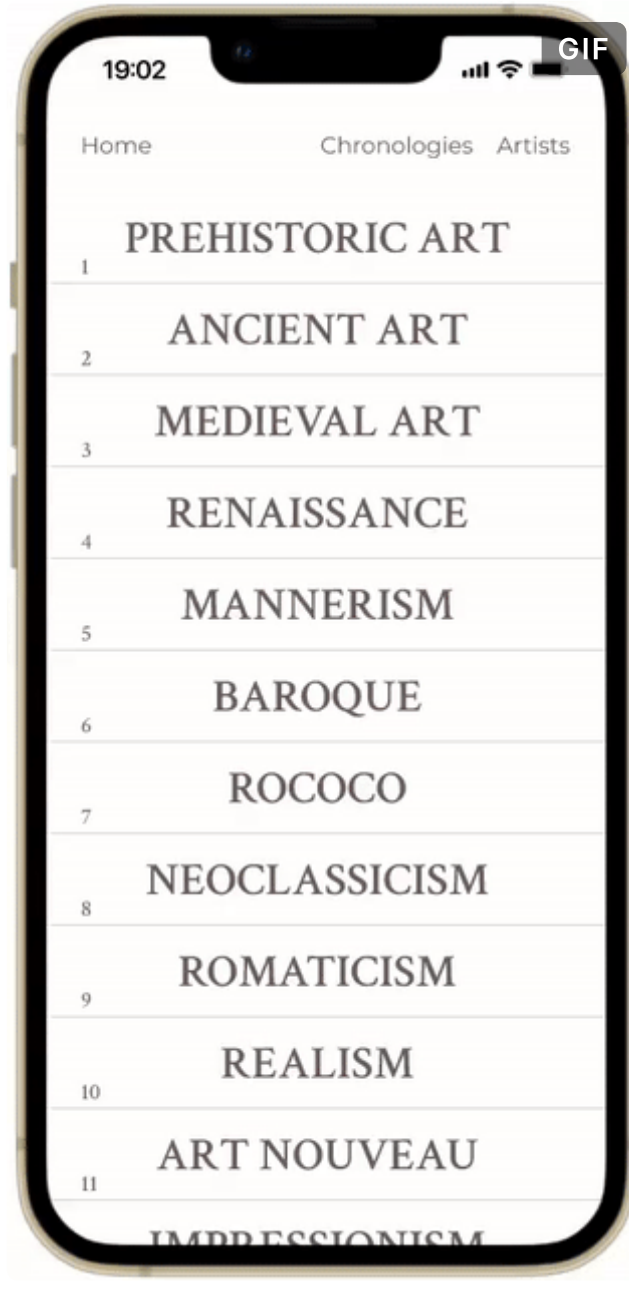 GIF
19:02
Home Chronologies Artists
PREHISTORIC ART
1
ANCIENT ART
2
MEDIEVAL ART
3
RENAISSANCE
4
MANNERISM
5
BAROQUE
6
ROCOCO
7
NEOCLASSICISM
8
ROMATICISM
9
REALISM
10
ART NOUVEAU
11
IMPRESSIONISM